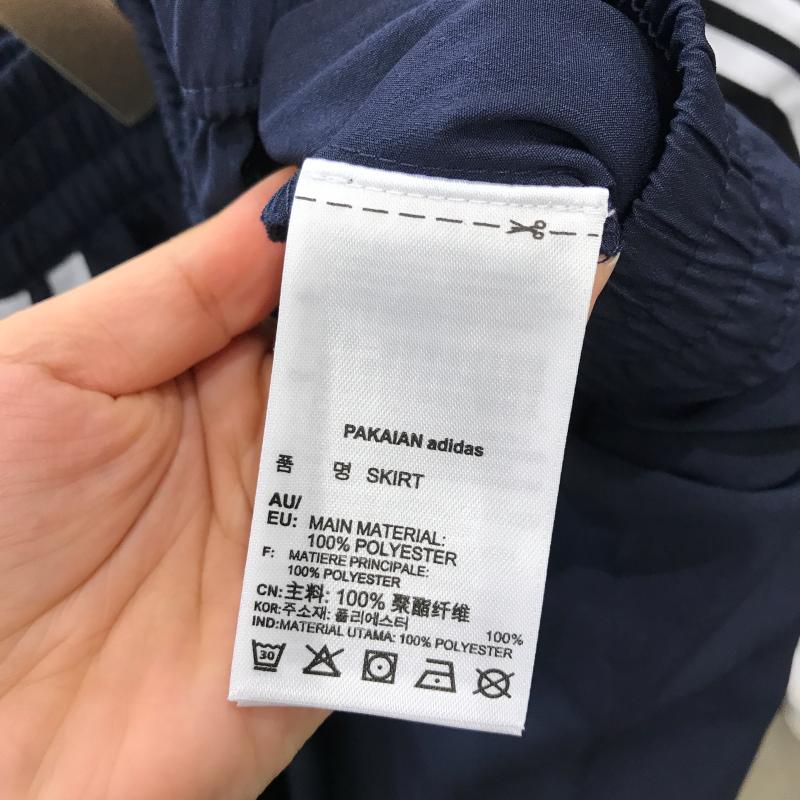 PAKAIAN adidas
품 명 SKIRT
AU/
EU: MAIN MATERIAL:
100% POLYESTER
F: MATIERE PRINCIPALE:
100% POLYESTER
CN:主料: 100% 聚酯纤维
KOR:주소재: 폴리에스터 100%
IND:MATERIAL UTAMA: 100% POLYESTER
30